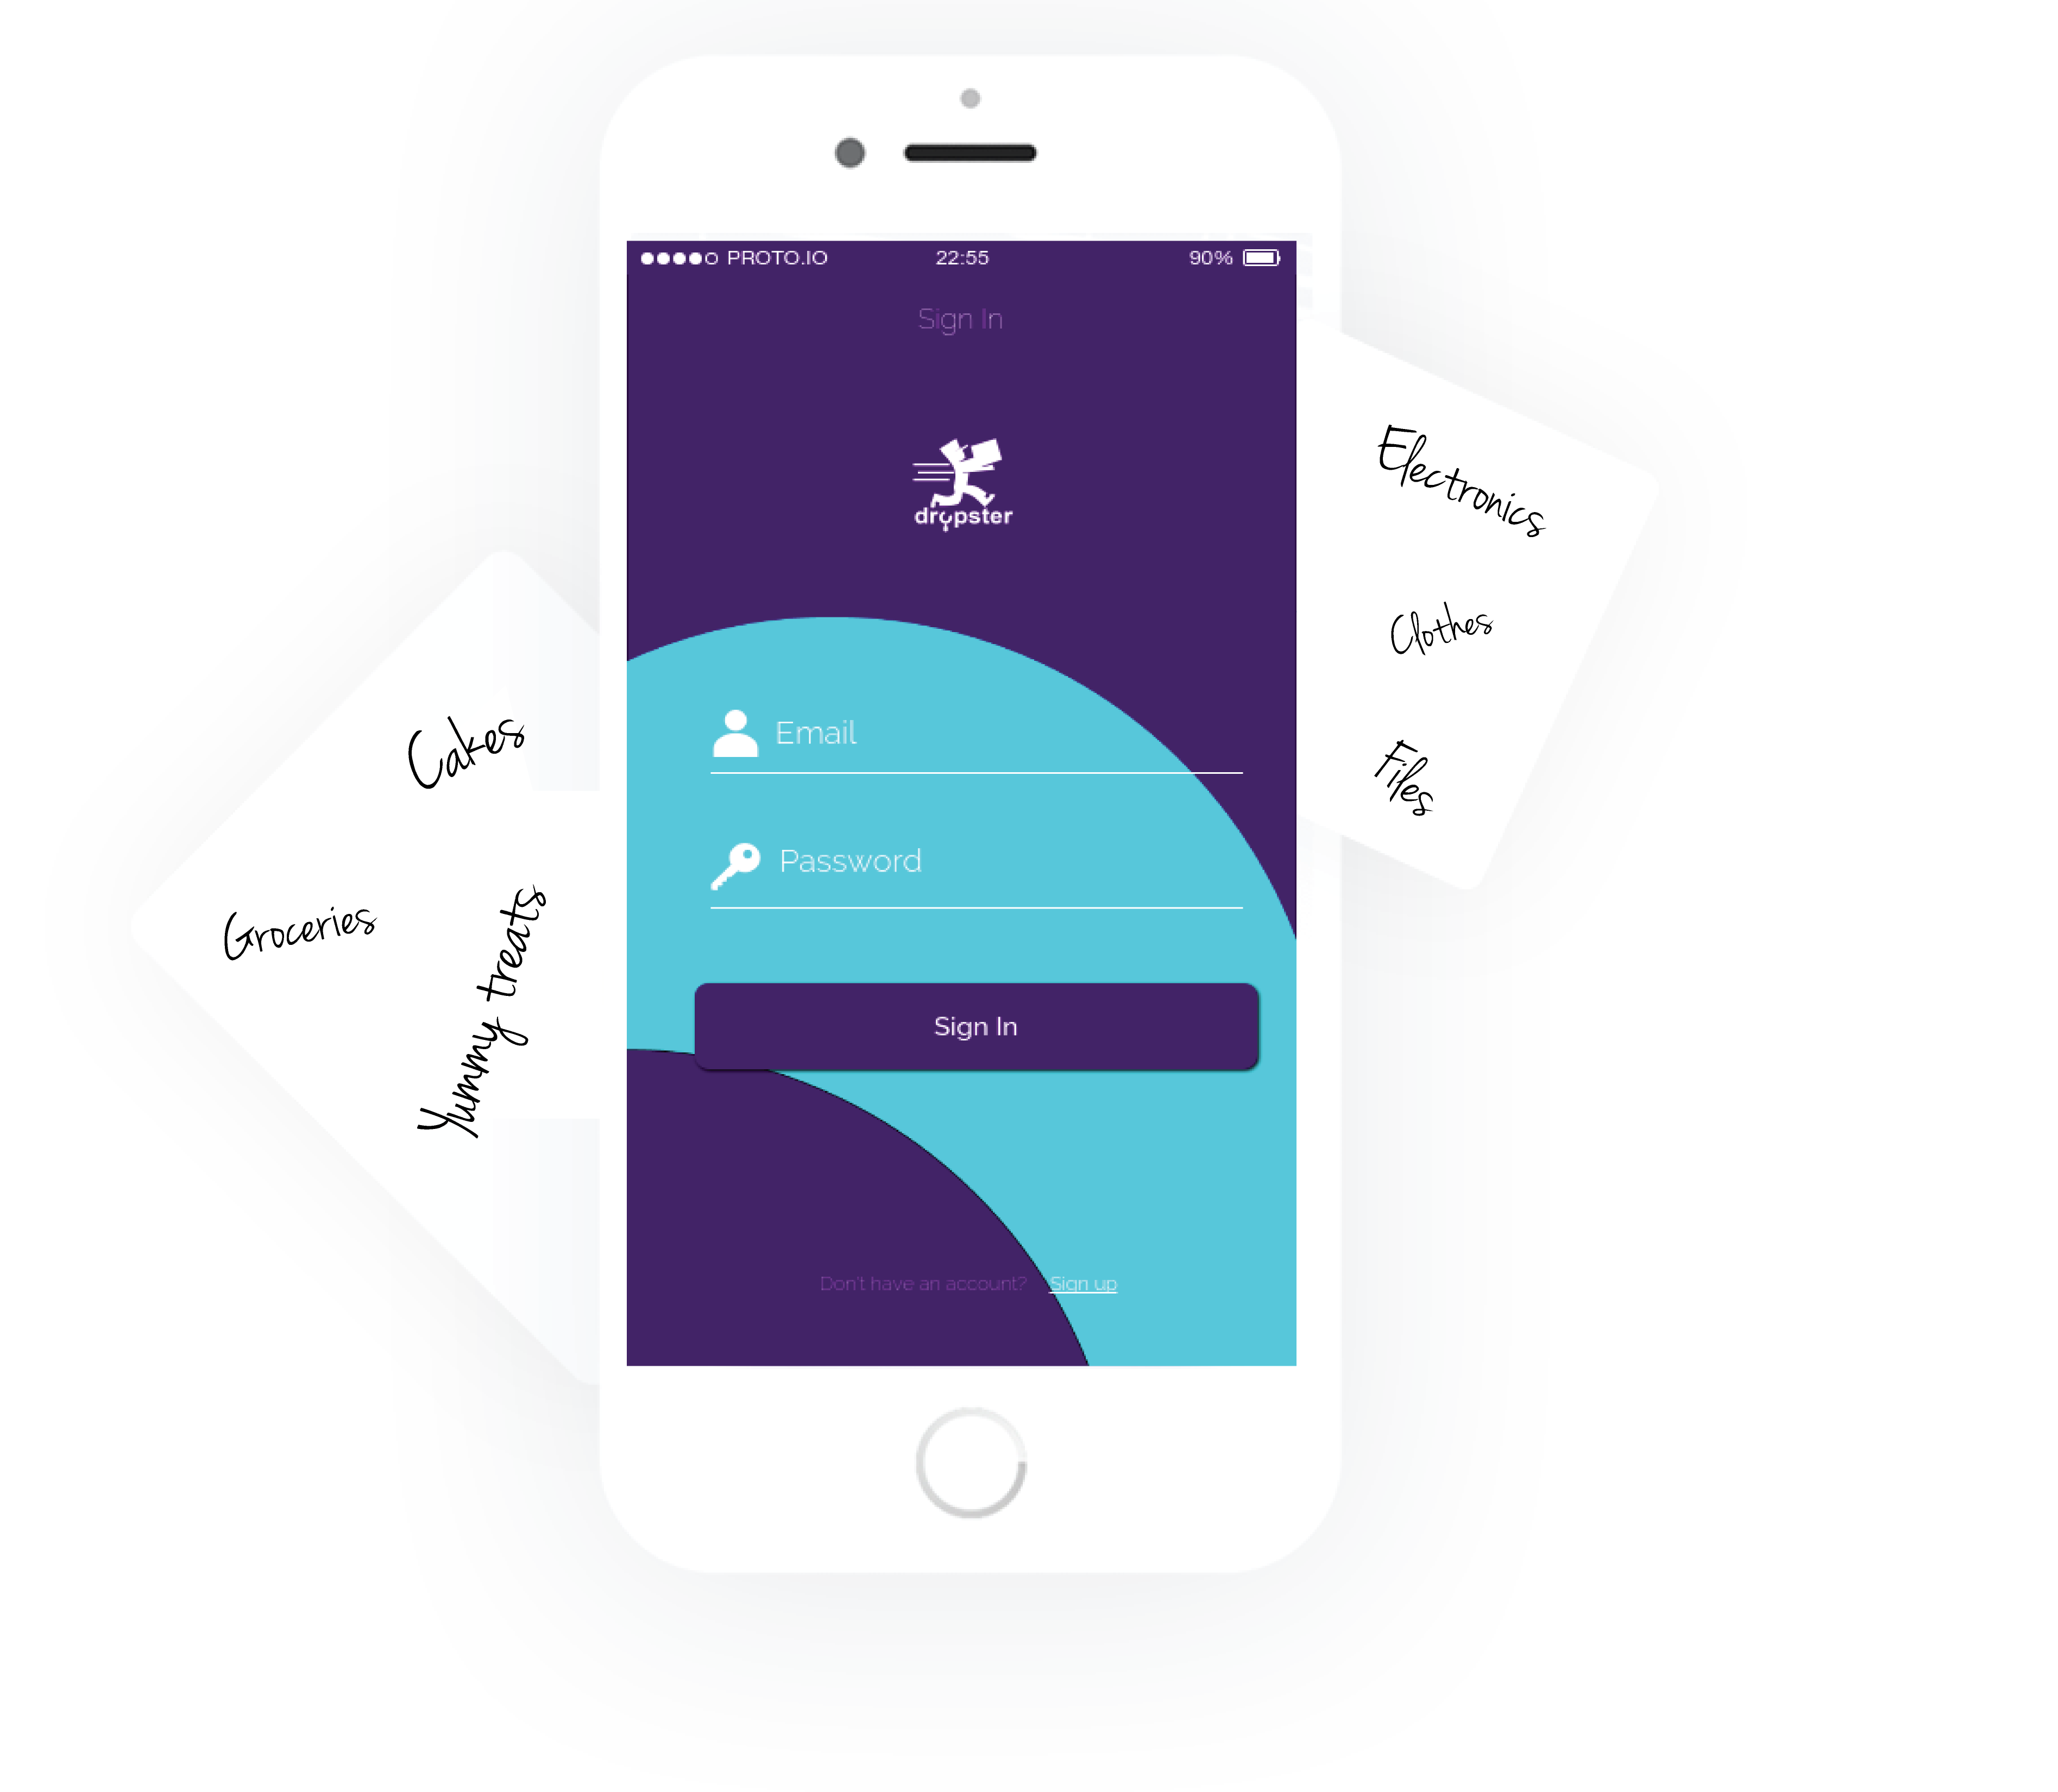 PROTO.IO 22:55 90%
Sign In
dropster
Email
Password
Sign In
Don't have an account? Sign up
Cakes
Groceries
Yummy treats
Electronics
Clothes
Files